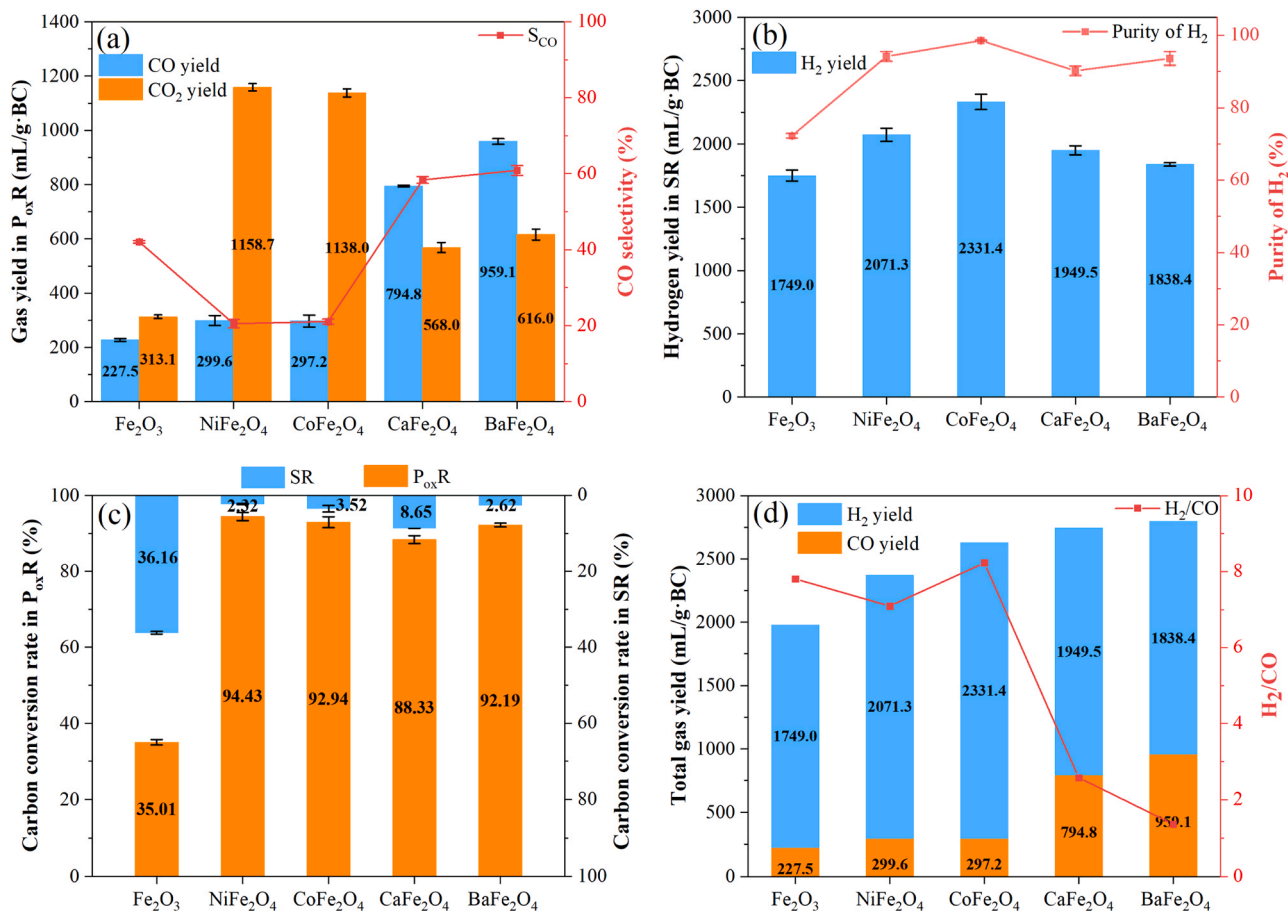 (a)
CO yield
CO₂ yield
S_CO
Gas yield in PₒₓR (mL/g·BC)
1400
1200
1000
800
600
400
200
0
227.5
313.1
299.6
1158.7
297.2
1138.0
794.8
568.0
959.1
616.0
100
80
60
40
20
0
CO selectivity (%)
Fe₂O₃
NiFe₂O₄
CoFe₂O₄
CaFe₂O₄
BaFe₂O₄
(b)
H₂ yield
Purity of H₂
Hydrogen yield in SR (mL/g·BC)
3000
2500
2000
1500
1000
500
0
1749.0
2071.3
2331.4
1949.5
1838.4
100
80
60
40
20
0
Purity of H₂ (%)
Fe₂O₃
NiFe₂O₄
CoFe₂O₄
CaFe₂O₄
BaFe₂O₄
SR
PₒₓR
(c)
Carbon conversion rate in PₒₓR (%)
100
80
60
40
20
0
36.16
2.32
3.52
8.65
2.62
35.01
94.43
92.94
88.33
92.19
0
20
40
60
80
100
Carbon conversion rate in SR (%)
Fe₂O₃
NiFe₂O₄
CoFe₂O₄
CaFe₂O₄
BaFe₂O₄
(d)
H₂ yield
CO yield
H₂/CO
Total gas yield (mL/g·BC)
3000
2500
2000
1500
1000
500
0
1749.0
2071.3
2331.4
1949.5
1838.4
227.5
299.6
297.2
794.8
959.1
10
8
6
4
2
0
H₂/CO
Fe₂O₃
NiFe₂O₄
CoFe₂O₄
CaFe₂O₄
BaFe₂O₄